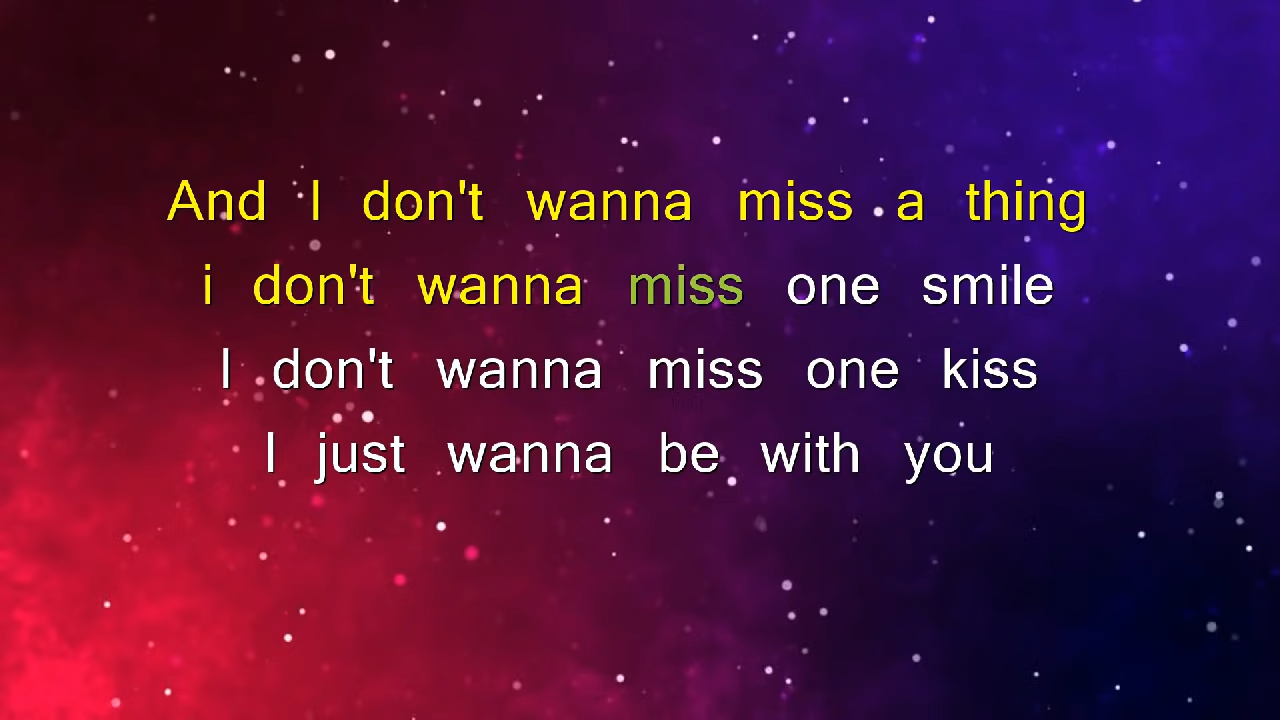 And I don't wanna miss a thing
i don't wanna miss one smile
I don't wanna miss one kiss
I just wanna be with you